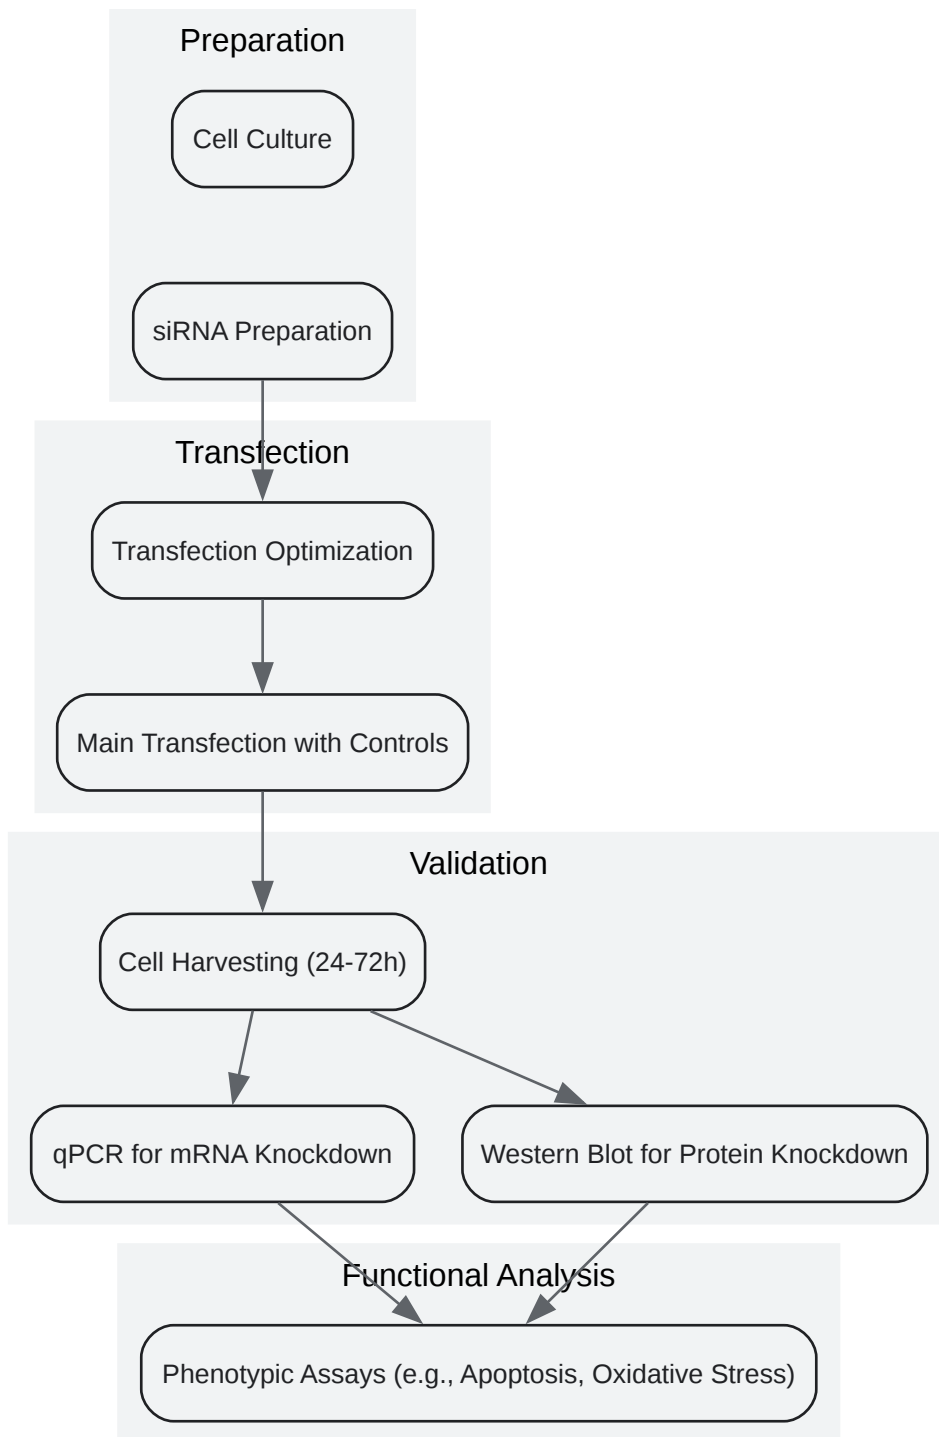 Preparation
Cell Culture
siRNA Preparation
Transfection
Transfection Optimization
Main Transfection with Controls
Validation
Cell Harvesting (24-72h)
qPCR for mRNA Knockdown
Western Blot for Protein Knockdown
Functional Analysis
Phenotypic Assays (e.g., Apoptosis, Oxidative Stress)